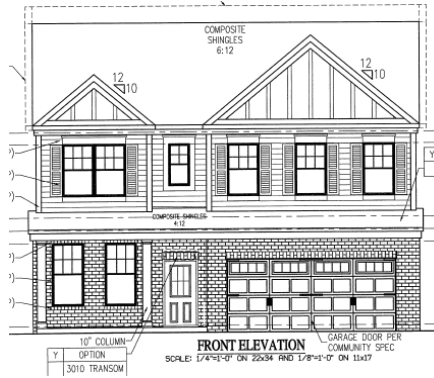 COMPOSITE
SHINGLES
6:12
12
10
12
10
COMPOSITE SHINGLES
4:12
Y
10" COLUMN
Y OPTION
3010 TRANSOM
FRONT ELEVATION
SCALE: 1/4"=1'-0" ON 22x34 AND 1/8"=1'-0" ON 11x17
GARAGE DOOR PER
COMMUNITY SPEC